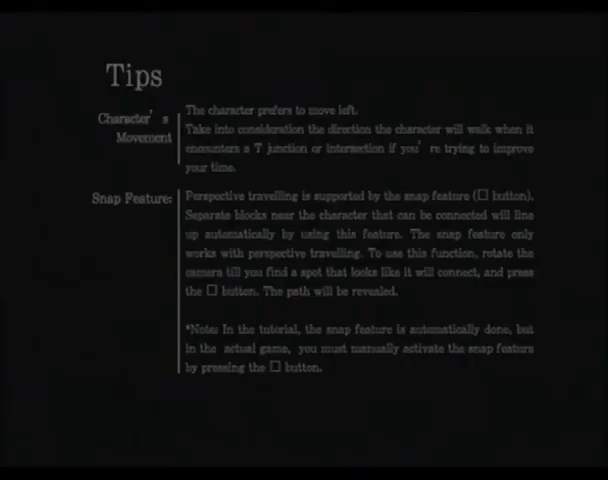 Tips
Character's
Movement
The character prefers to move left.
Take into consideration the direction the character will walk when it
encounters a T junction or intersection if you're trying to improve
your time.
Snap Feature:
Perspective travelling is supported by the snap feature (□ button).
Separate blocks near the character that can be connected will line
up automatically by using this feature. The snap feature only
works with perspective travelling. To use this function, rotate the
camera till you find a spot that looks like it will connect, and press
the □ button. The path will be revealed.
*Note: In the tutorial, the snap feature is automatically done, but
in the actual game, you must manually activate the snap feature
by pressing the □ button.